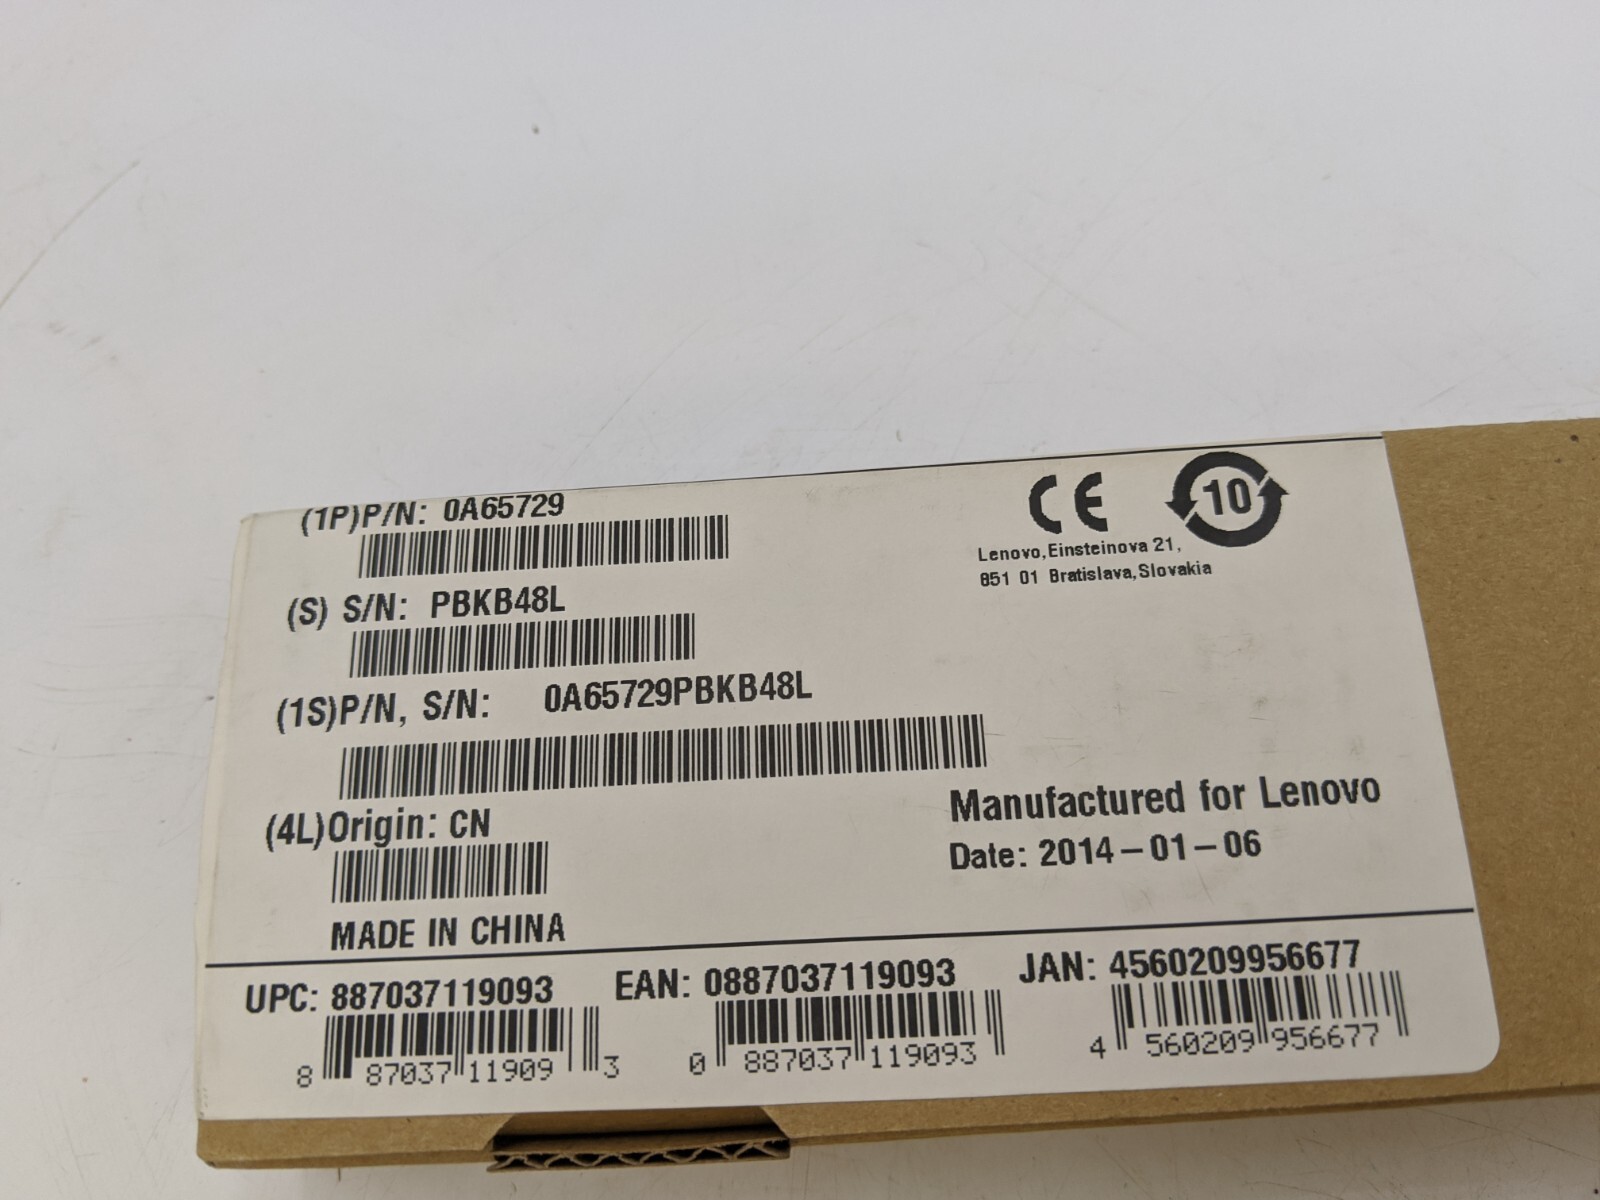 (1P)P/N: 0A65729
CE
10
Lenovo,Einsteinova 21,
851 01 Bratislava,Slovakia
(S) S/N: PBKB48L
(1S)P/N, S/N: 0A65729PBKB48L
(4L)Origin: CN
MADE IN CHINA
Manufactured for Lenovo
Date: 2014-01-06
UPC: 887037119093
8 87037 11909 3
EAN: 0887037119093
0 887037 119093
JAN: 4560209956677
4 560209 956677